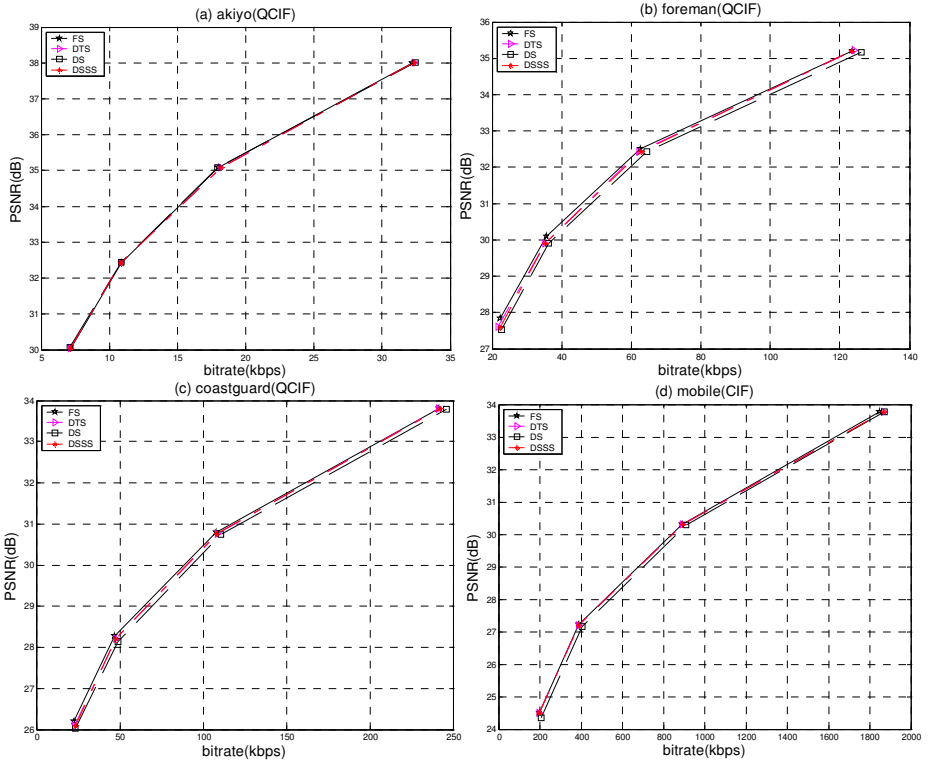 (a) akiyo(QCIF)
39
38
37
36
35
34
33
32
31
30
5
10
15
20
25
30
35
PSNR(dB)
bitrate(kbps)
FS
DTS
DS
DSSS
(b) foreman(QCIF)
36
35
34
33
32
31
30
29
28
27
20
40
60
80
100
120
140
PSNR(dB)
bitrate(kbps)
FS
DTS
DS
DSSS
(c) coastguard(QCIF)
34
33
32
31
30
29
28
27
26
0
50
100
150
200
250
PSNR(dB)
bitrate(kbps)
FS
DTS
DS
DSSS
(d) mobile(CIF)
34
33
32
31
30
29
28
27
26
25
24
0
200
400
600
800
1000
1200
1400
1600
1800
2000
PSNR(dB)
bitrate(kbps)
FS
DTS
DS
DSSS